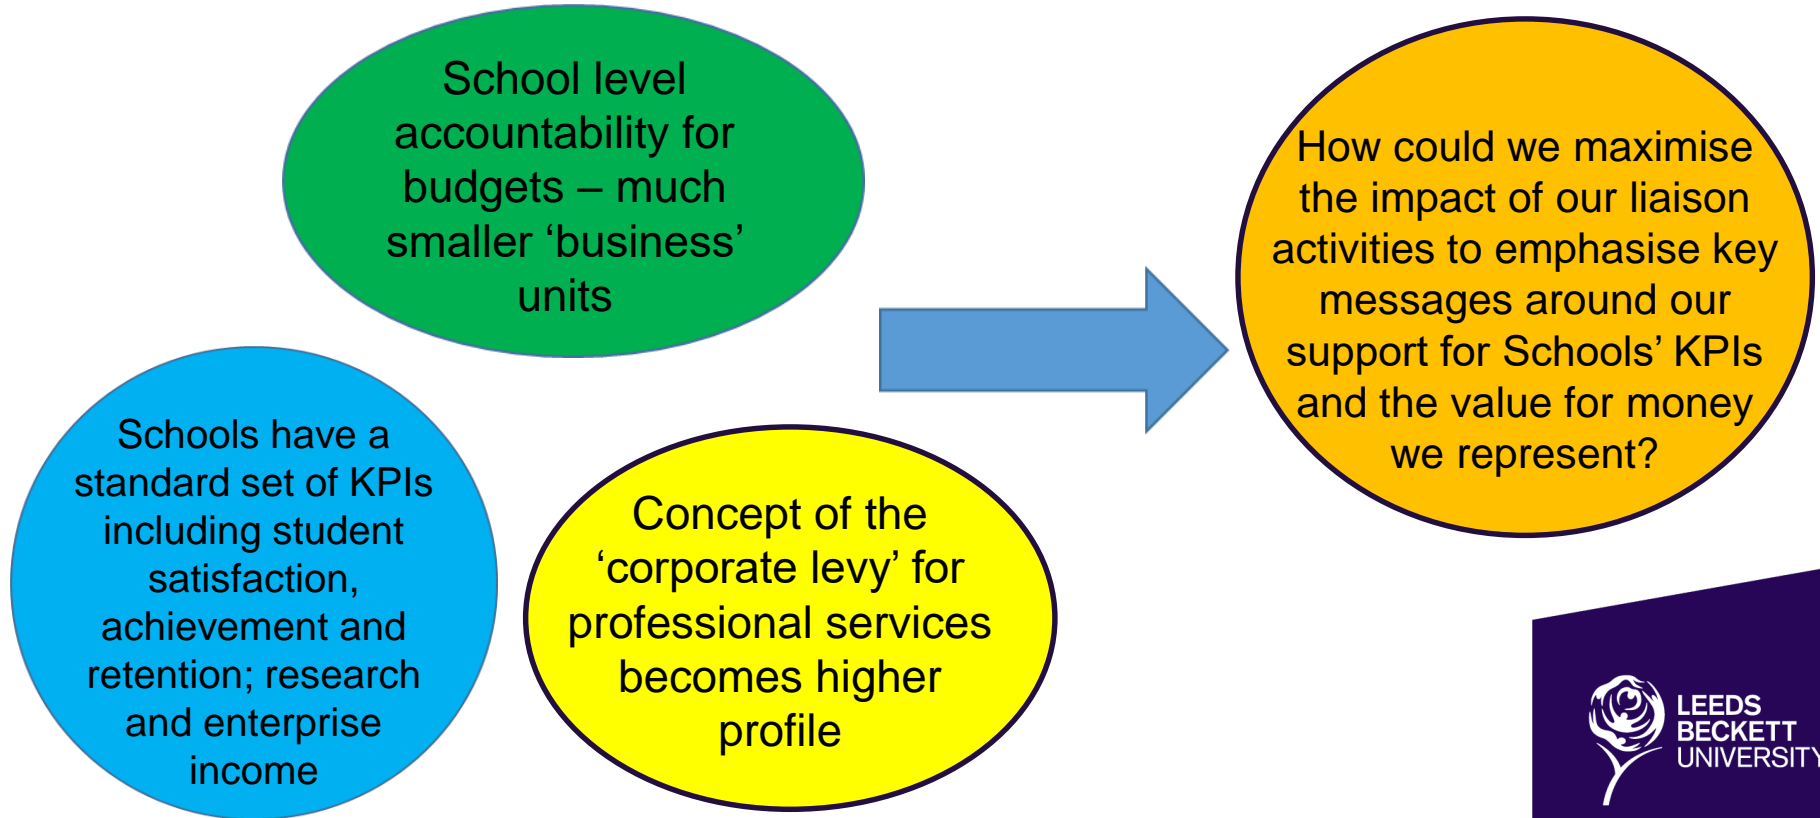 School level
accountability for
budgets – much
smaller ‘business’
units
Schools have a
standard set of KPIs
including student
satisfaction,
achievement and
retention; research
and enterprise
income
Concept of the
‘corporate levy’ for
professional services
becomes higher
profile
How could we maximise
the impact of our liaison
activities to emphasise key
messages around our
support for Schools’ KPIs
and the value for money
we represent?
LEEDS
BECKETT
UNIVERSITY